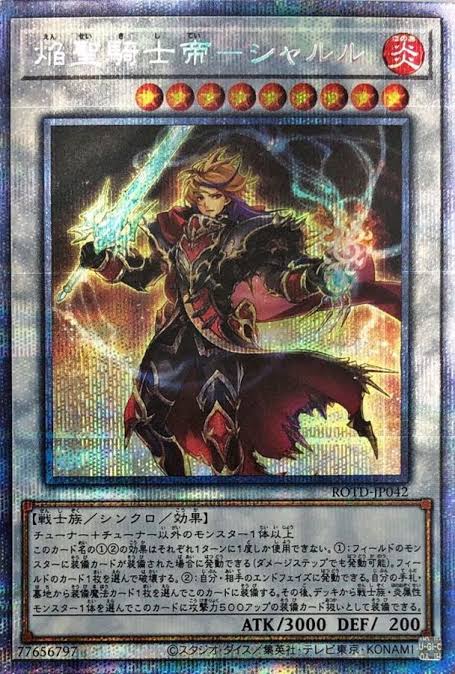 焔聖騎士帝-シャルル
炎
ROTD-JP042
【戦士族／シンクロ／効果】
チューナー＋チューナー以外のモンスター1体以上
このカード名の①②の効果はそれぞれ1ターンに1度しか使用できない。①：フィールドのモン
スターに装備カードが装備された場合に発動できる（ダメージステップでも発動可能）。フィ
ールドのカード1枚を選んで破壊する。②：自分・相手のエンドフェイズに発動できる。自分の手札・
墓地から装備魔法カード1枚を選んでこのカードに装備する。その後、デッキから戦士族・炎属性
モンスター1体を選んでこのカードに攻撃力500アップの装備カード扱いとして装備できる。
ATK/3000 DEF/ 200
77656797
©スタジオ・ダイス/集英社・テレビ東京・KONAMI